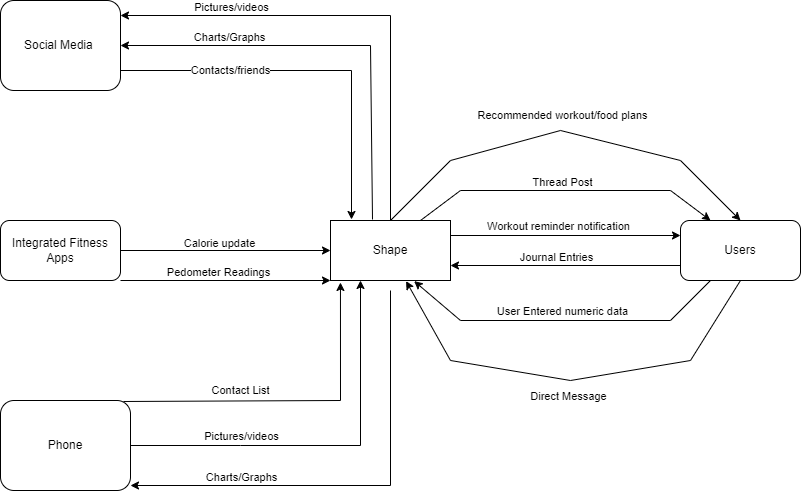 Pictures/videos
Social Media
Charts/Graphs
Contacts/friends
Recommended workout/food plans
Thread Post
Workout reminder notification
Integrated Fitness
Apps
Calorie update
Shape
Users
Journal Entries
Pedometer Readings
User Entered numeric data
Contact List
Direct Message
Phone
Pictures/videos
Charts/Graphs